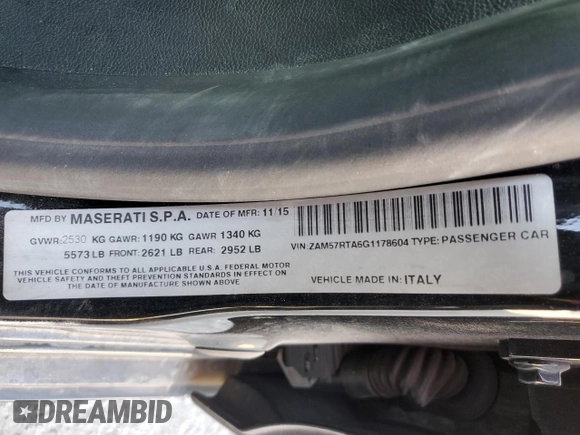 MFD BY MASERATI S.P.A. DATE OF MFR: 11/15
GVWR:2530 KG GAWR: 1190 KG GAWR 1340 KG
5573 LB FRONT: 2621 LB REAR: 2952 LB
THIS VEHICLE CONFORMS TO ALL APPLICABLE U.S.A. FEDERAL MOTOR
VEHICLE SAFETY AND THEFT PREVENTION STANDARDS IN EFFECT ON
THE DATE OF MANUFACTURE SHOWN ABOVE
VIN: ZAM57RTA6G1178604 TYPE: PASSENGER CAR
VEHICLE MADE IN: ITALY
DREAMBID